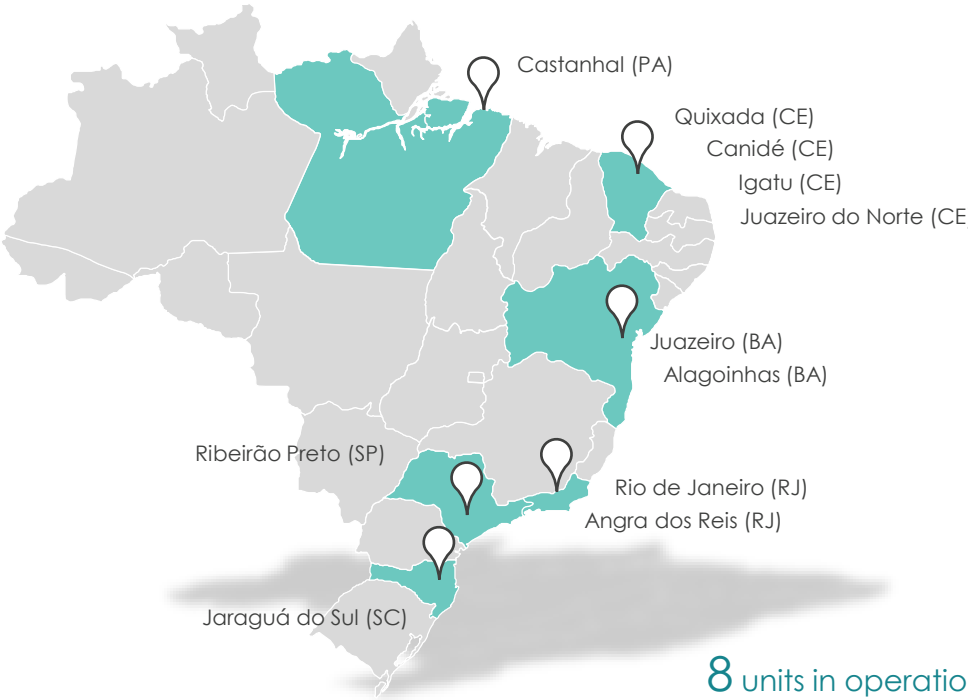 Castanhal (PA)
Quixada (CE)
Canidé (CE)
Igatu (CE)
Juazeiro do Norte (CE
Juazeiro (BA)
Alagoinhas (BA)
Ribeirão Preto (SP)
Rio de Janeiro (RJ)
Angra dos Reis (RJ)
Jaraguá do Sul (SC)
8 units in operatio